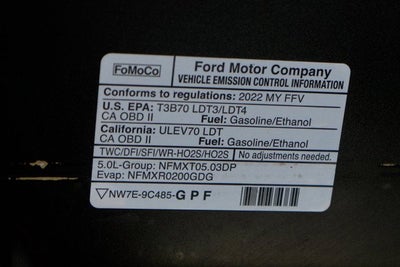 FoMoCo
Ford Motor Company
VEHICLE EMISSION CONTROL INFORMATION
Conforms to regulations: 2022 MY FFV
U.S. EPA: T3B70 LDT3/LDT4
CA OBD II Fuel: Gasoline/Ethanol
California: ULEV70 LDT
CA OBD II Fuel: Gasoline/Ethanol
TWC/DFI/SFI/WR-HO2S/HO2S No adjustments needed.
5.0L-Group: NFMXT05.03DP
Evap: NFMXR0200GDG
NW7E-9C485-G P F